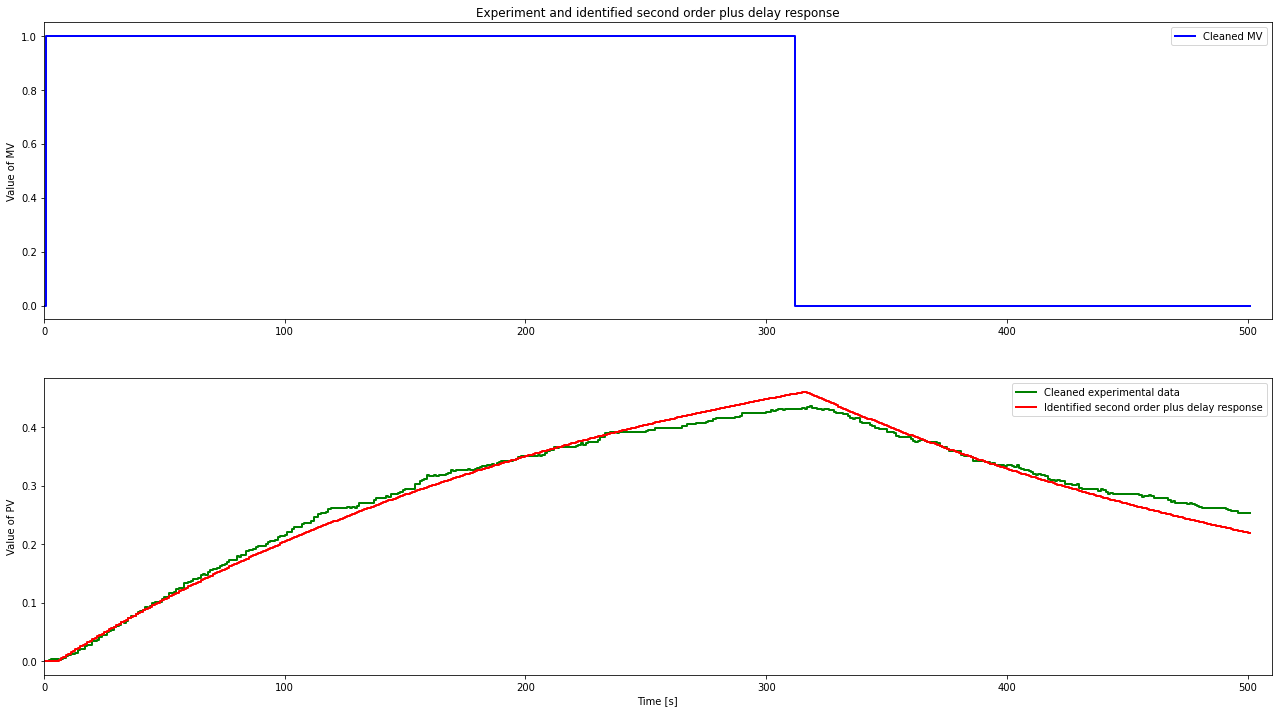 Experiment and identified second order plus delay response
Cleaned MV
Value of MV
1.0
0.8
0.6
0.4
0.2
0.0
0 100 200 300 400 500
Cleaned experimental data
Identified second order plus delay response
Value of PV
0.4
0.3
0.2
0.1
0.0
0 100 200 300 400 500
Time [s]